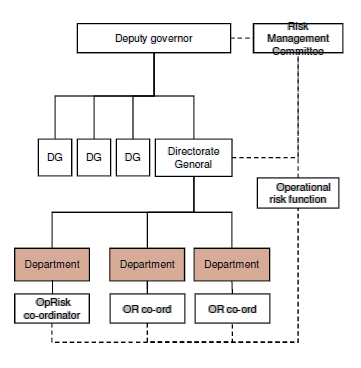 Deputy governor
Risk
Management
Committee
DG
DG
DG
Directorate
General
Operational
risk function
Department
Department
Department
OpRisk
co-ordinator
OR co-ord
OR co-ord